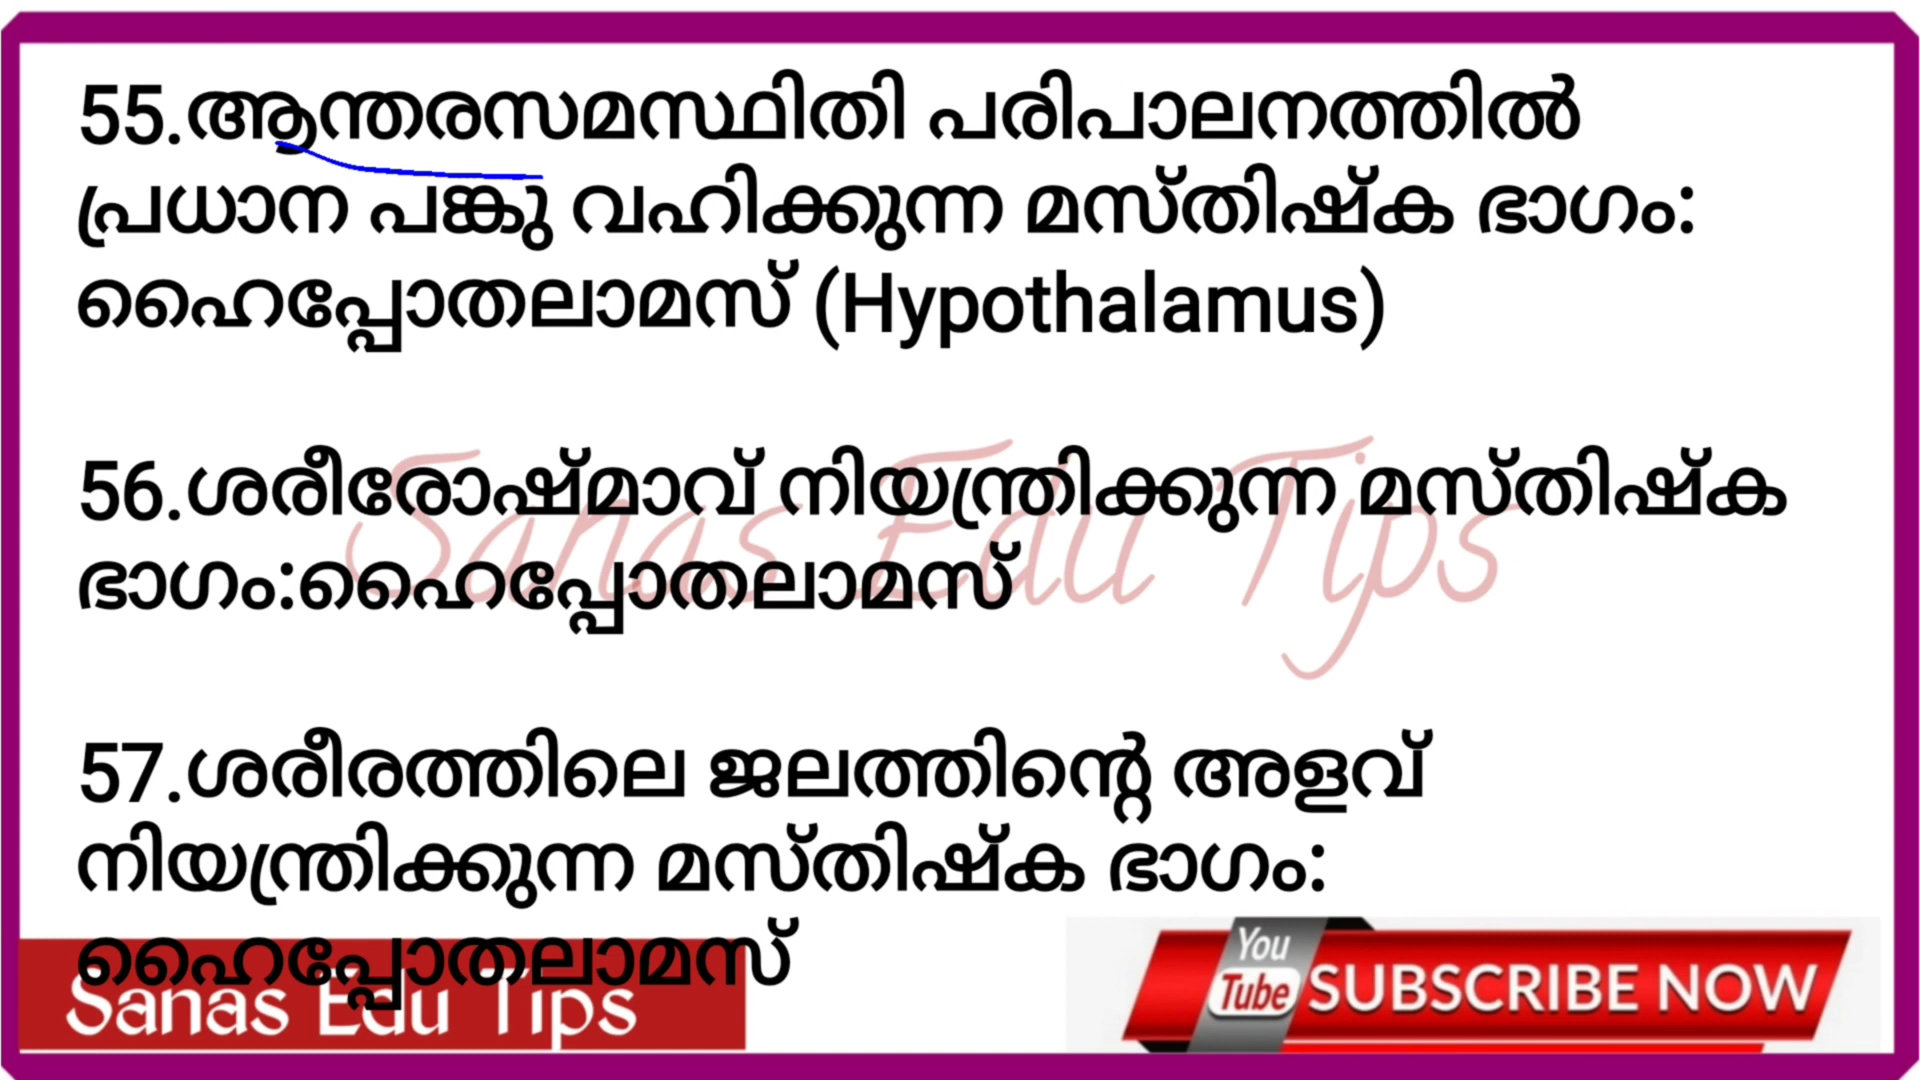 55.ആന്തരസമസ്ഥിതി പരിപാലനത്തിൽ
പ്രധാന പങ്കു വഹിക്കുന്ന മസ്തിഷ്ക ഭാഗം:
ഹൈപ്പോതലാമസ് (Hypothalamus)
56.ശരീരോഷ്മാവ് നിയന്ത്രിക്കുന്ന മസ്തിഷ്ക
ഭാഗം:ഹൈപ്പോതലാമസ്
Sanas Edu Tips
57.ശരീരത്തിലെ ജലത്തിന്റെ അളവ്
നിയന്ത്രിക്കുന്ന മസ്തിഷ്ക ഭാഗം:
ഹൈപ്പോതലാമസ്
Sanas Edu Tips
You Tube SUBSCRIBE NOW